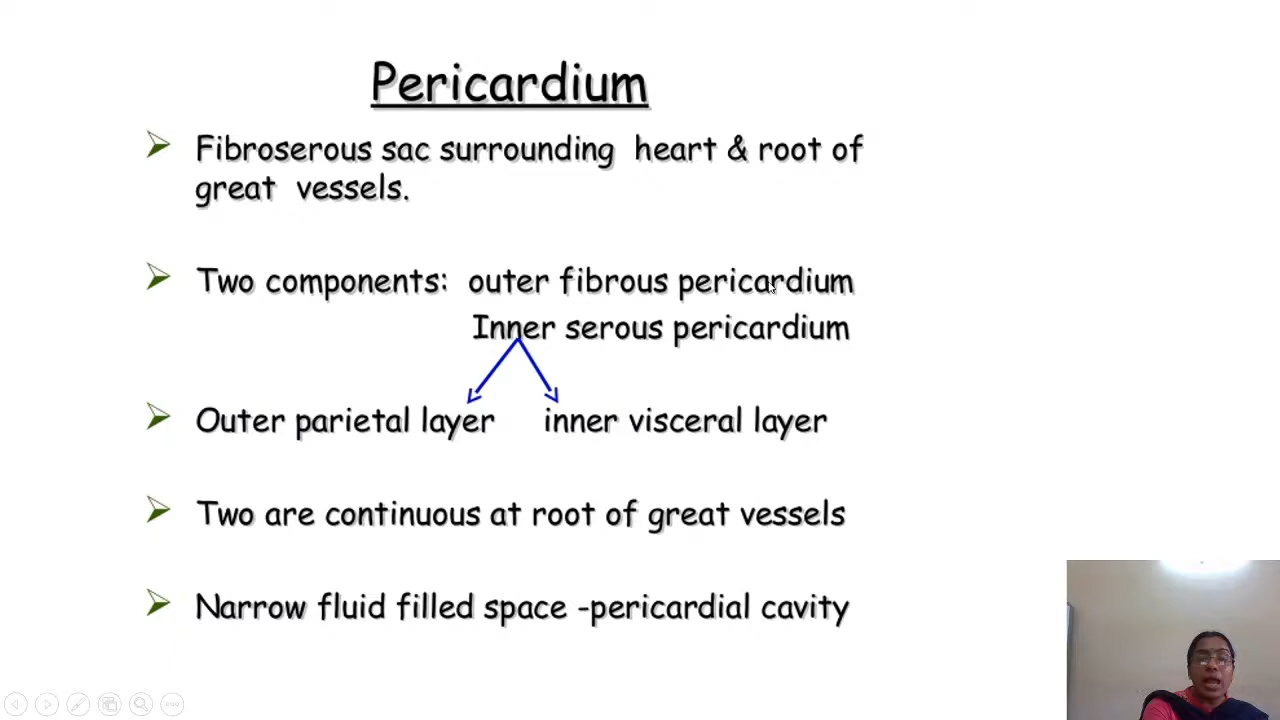 Pericardium
Fibroserous sac surrounding heart & root of
great vessels.
Two components: outer fibrous pericardium
Inner serous pericardium
Outer parietal layer inner visceral layer
Two are continuous at root of great vessels
Narrow fluid filled space -pericardial cavity